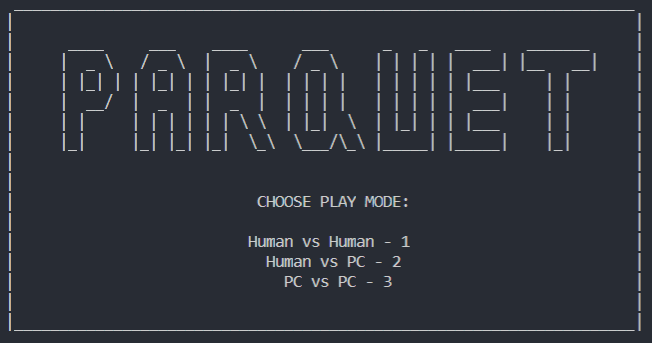 PARQUET
CHOOSE PLAY MODE:
Human vs Human - 1
Human vs PC - 2
PC vs PC - 3